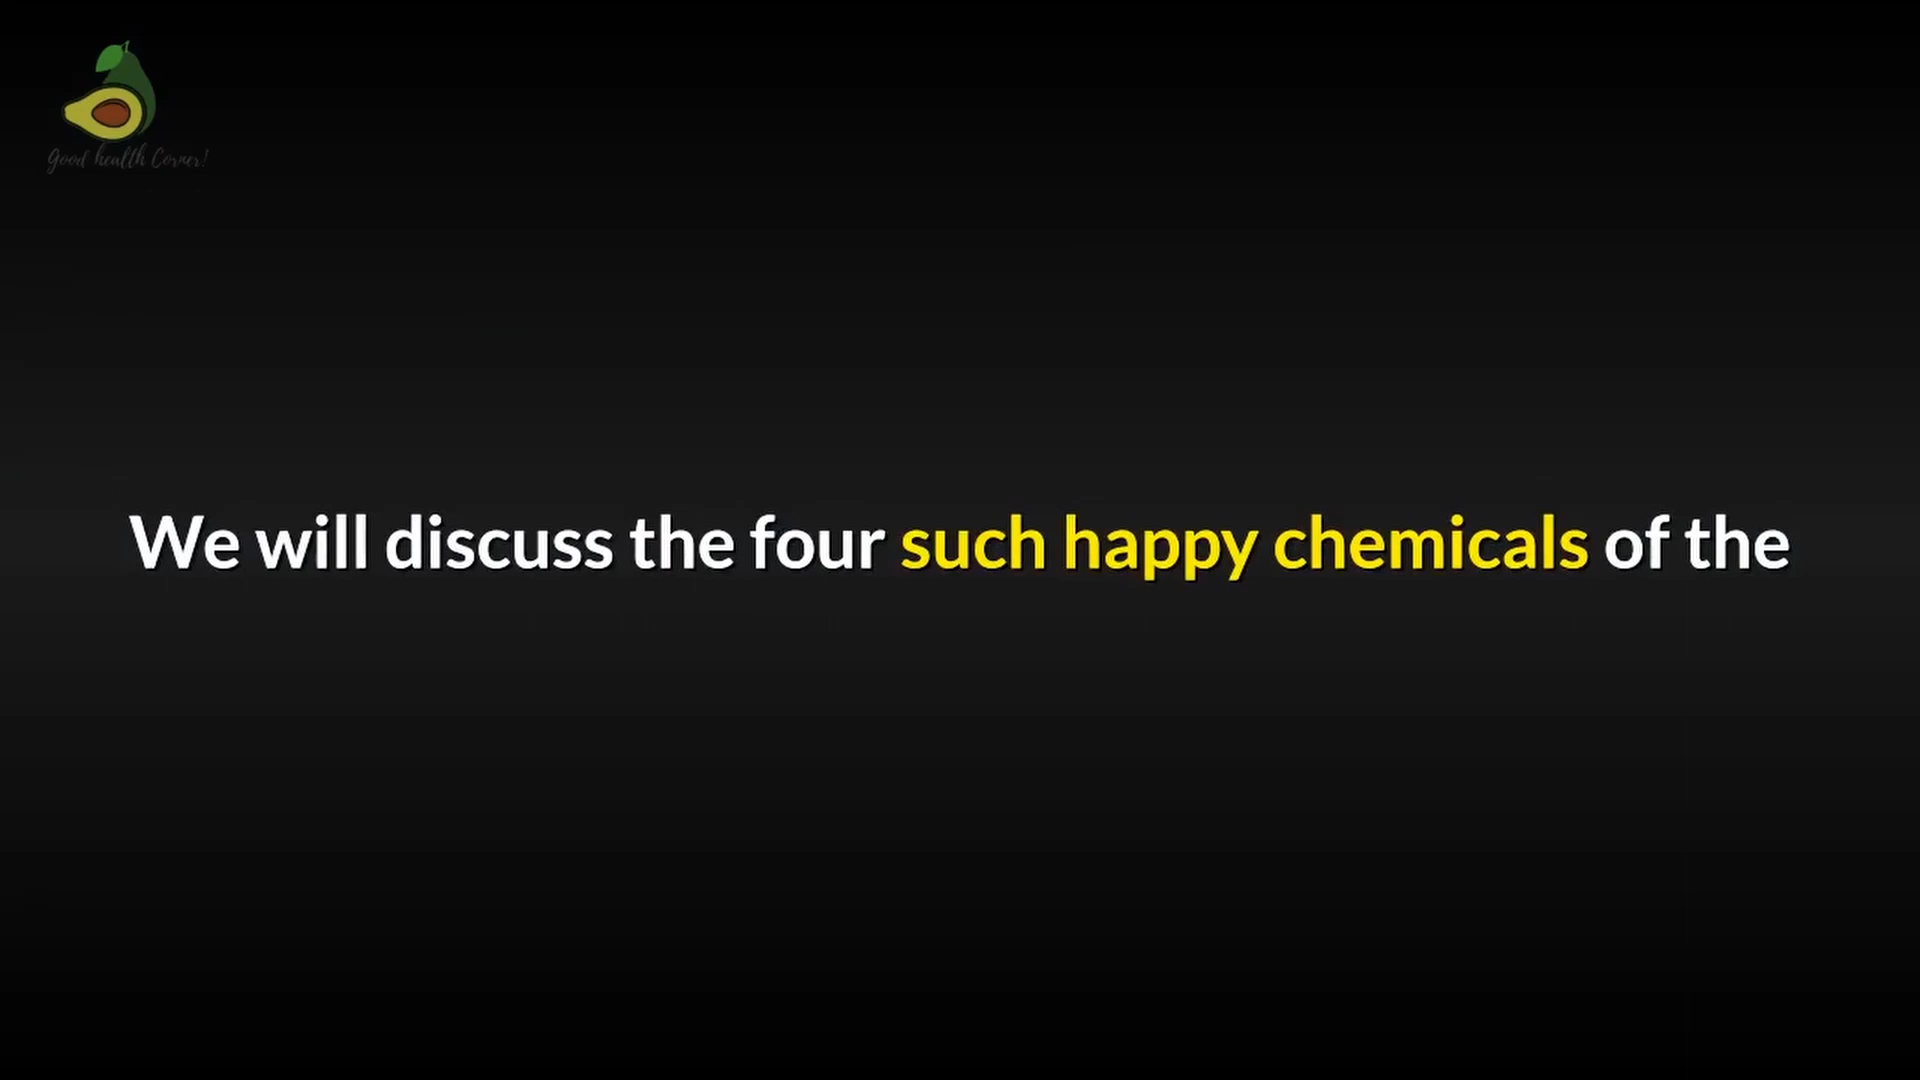 Good health Corner!
We will discuss the four such happy chemicals of the